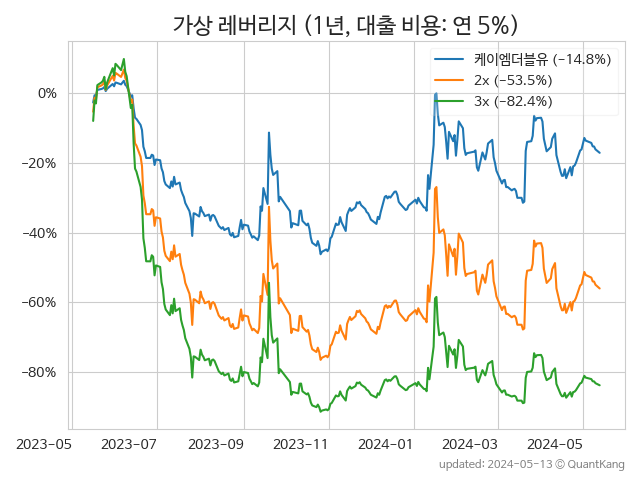 가상 레버리지 (1년, 대출 비용: 연 5%)
케이엠더블유 (−14.8%)
2x (−53.5%)
3x (−82.4%)
0%
−20%
−40%
−60%
−80%
2023-05 2023-07 2023-09 2023-11 2024-01 2024-03 2024-05
updated: 2024-05-13 © QuantKang